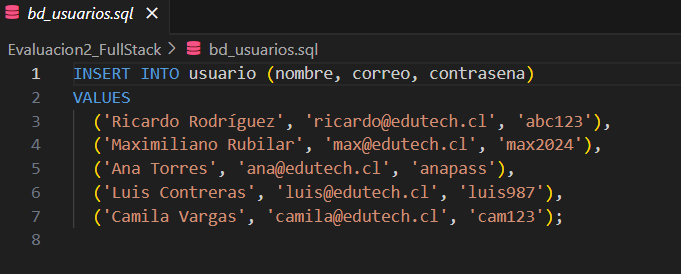 bd_usuarios.sql
Evaluacion2_FullStack > bd_usuarios.sql
1 INSERT INTO usuario (nombre, correo, contrasena)
2 VALUES
3 ('Ricardo Rodríguez', 'ricardo@edutech.cl', 'abc123'),
4 ('Maximiliano Rubilar', 'max@edutech.cl', 'max2024'),
5 ('Ana Torres', 'ana@edutech.cl', 'anapass'),
6 ('Luis Contreras', 'luis@edutech.cl', 'luis987'),
7 ('Camila Vargas', 'camila@edutech.cl', 'cam123');
8